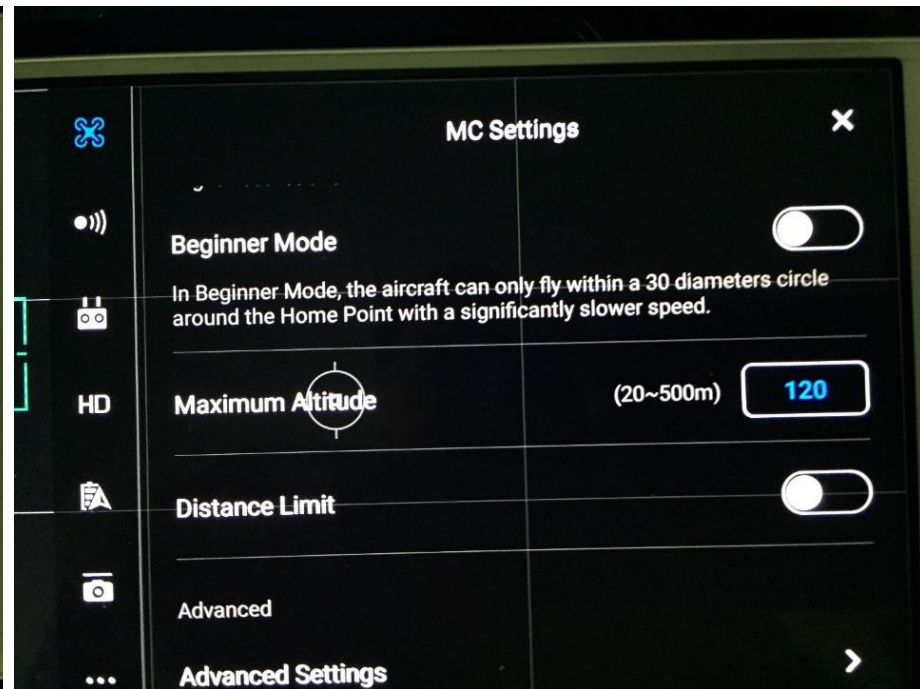 MC Settings
Beginner Mode
In Beginner Mode, the aircraft can only fly within a 30 diameters circle
around the Home Point with a significantly slower speed.
HD
Maximum Altitude
(20~500m)
120
Distance Limit
Advanced
Advanced Settings